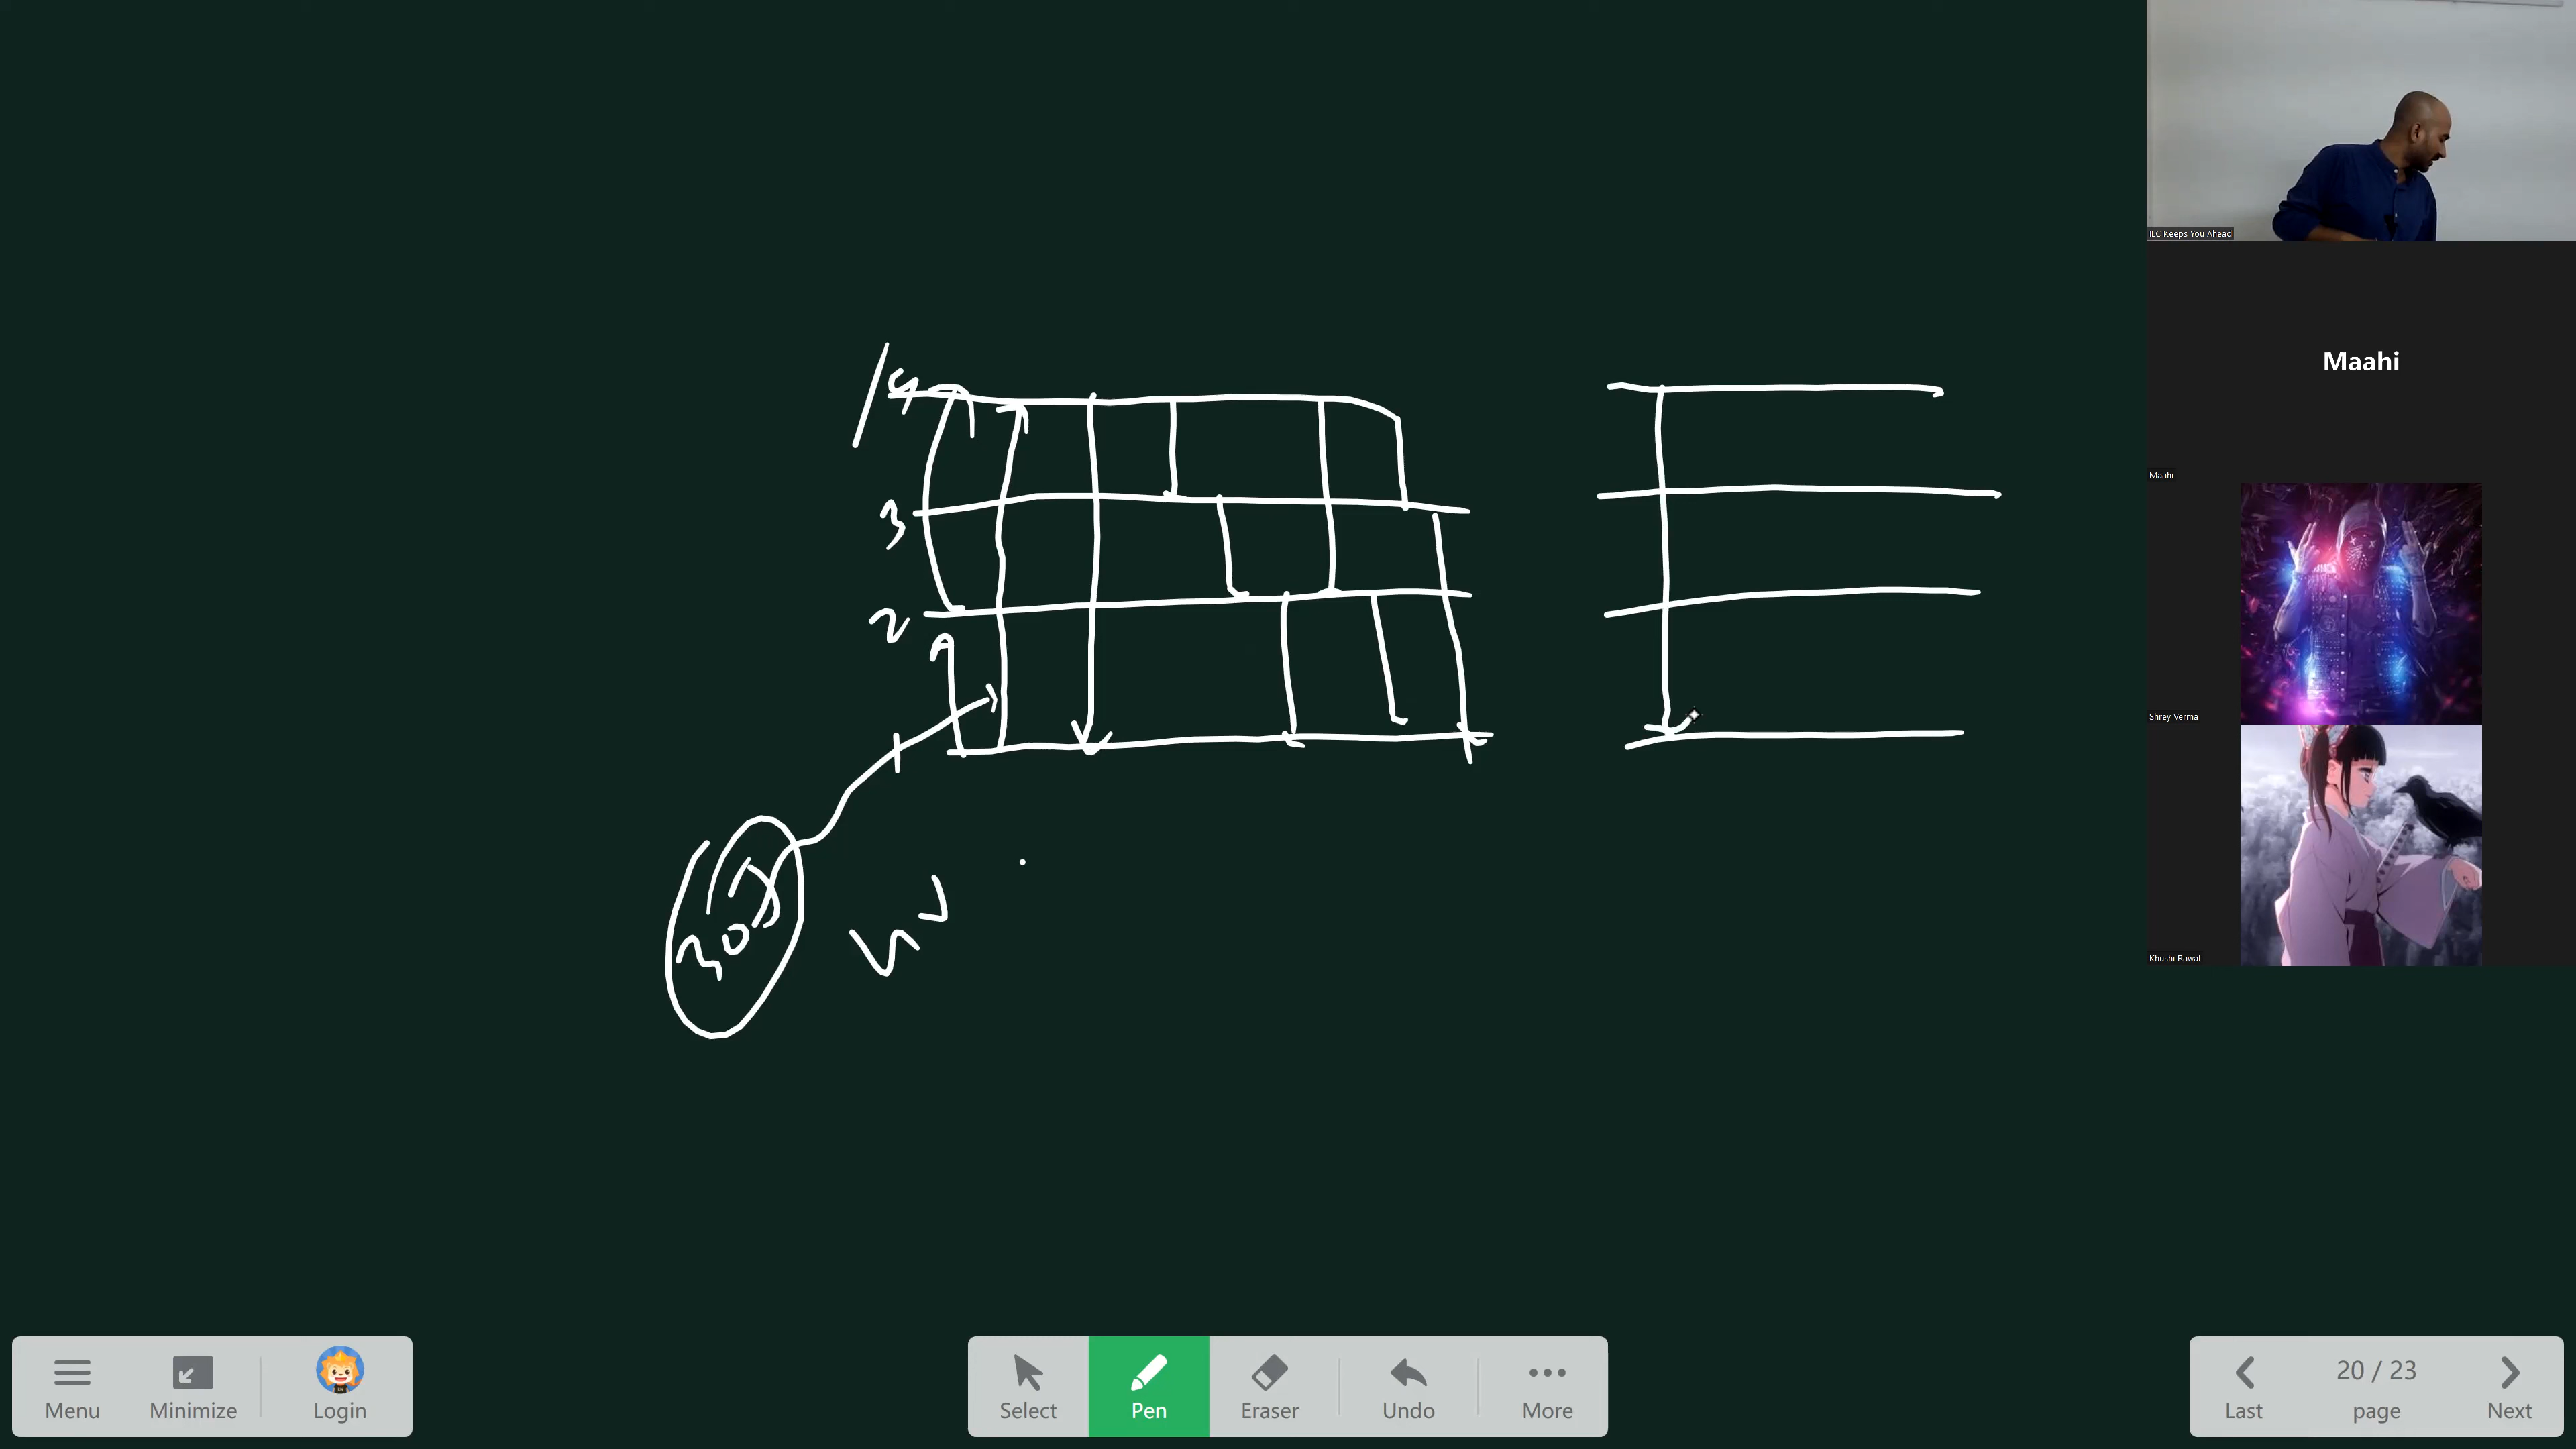 ILC Keeps You Ahead
Maahi
Maahi
Shrey Verma
Khushi Rawat
4
3
2
1
hν
Menu
Minimize
Login
Select
Pen
Eraser
Undo
More
Last
20 / 23
page
Next